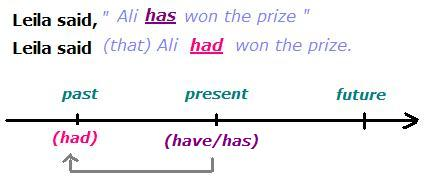 Leila said, " Ali has won the prize "
Leila said (that) Ali had won the prize.
past present future
(had) (have/has)